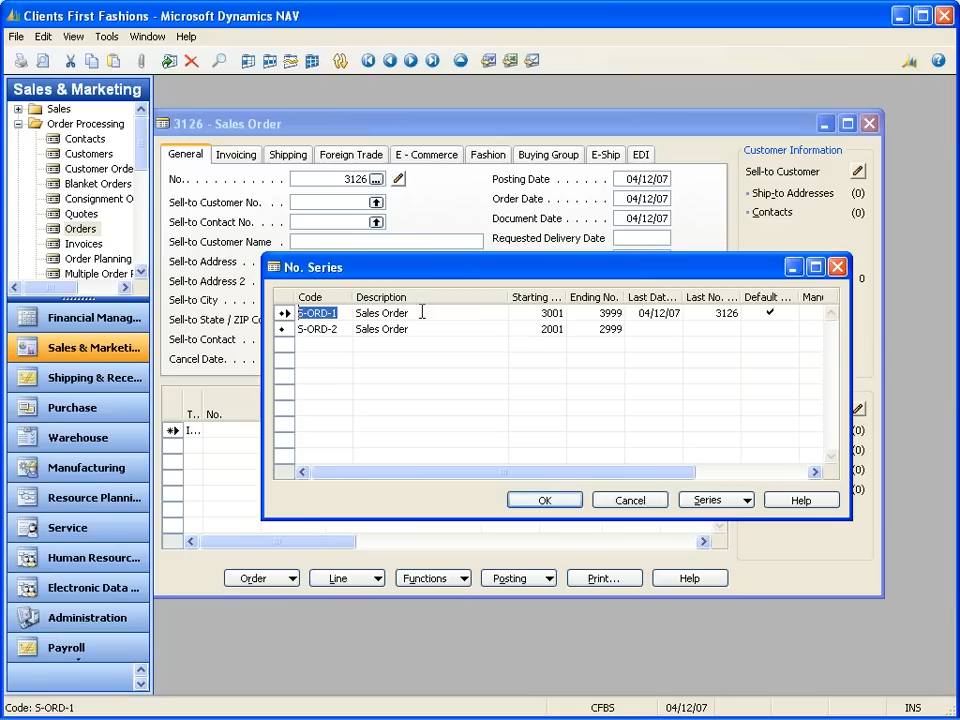 Clients First Fashions - Microsoft Dynamics NAV
File Edit View Tools Window Help
Sales & Marketing
Sales
Order Processing
Contacts
Customers
Customer Orde
Blanket Orders
Consignment O
Quotes
Orders
Invoices
Order Planning
Multiple Order F
Financial Manag...
Sales & Marketi...
Shipping & Rece...
Purchase
Warehouse
Manufacturing
Resource Planni...
Service
Human Resourc...
Electronic Data ...
Administration
Payroll
3126 - Sales Order
General Invoicing Shipping Foreign Trade E - Commerce Fashion Buying Group E-Ship EDI
No. . . . . . . . . . . . 3126 ...
Posting Date . . . . . . 04/12/07
Sell-to Customer No. . .
Order Date . . . . . . . 04/12/07
Sell-to Contact No. . . .
Document Date . . . . . 04/12/07
Sell-to Customer Name .
Requested Delivery Date
Sell-to Address . .
Sell-to Address 2 .
Sell-to City . . .
Sell-to State / ZIP Co
Sell-to Contact . .
Cancel Date. . . .
Customer Information
Sell-to Customer
Ship-to Addresses (0)
Contacts (0)
0
T.. No.
I...
(0)
(0)
(0)
(0)
No. Series
Code Description Starting ... Ending No. Last Dat... Last No. ... Default ... Man
S-ORD-1 Sales Order 3001 3999 04/12/07 3126
S-ORD-2 Sales Order 2001 2999
OK Cancel Series Help
Order Line Functions Posting Print... Help
Code: S-ORD-1 CFBS 04/12/07 INS